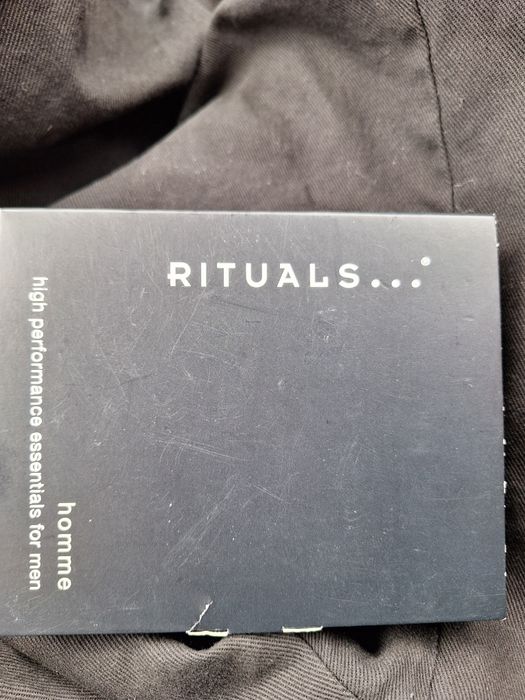 RITUALS...
homme
high performance essentials for men